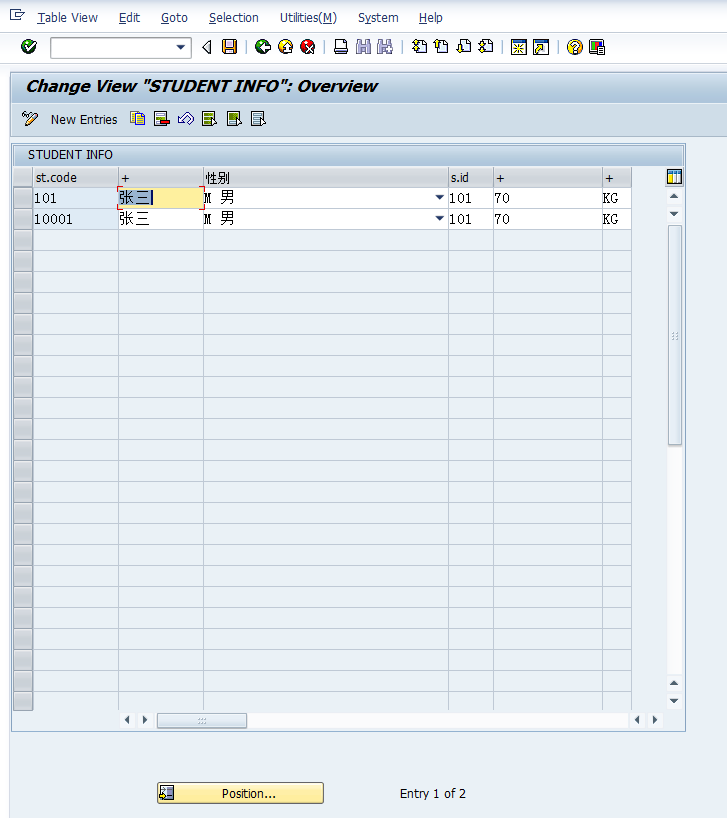 Table View Edit Goto Selection Utilities(M) System Help
Change View "STUDENT INFO": Overview
New Entries
STUDENT INFO
st.code + 性别 s.id + +
101 张三 M 男 101 70 KG
10001 张三 M 男 101 70 KG
Position... Entry 1 of 2